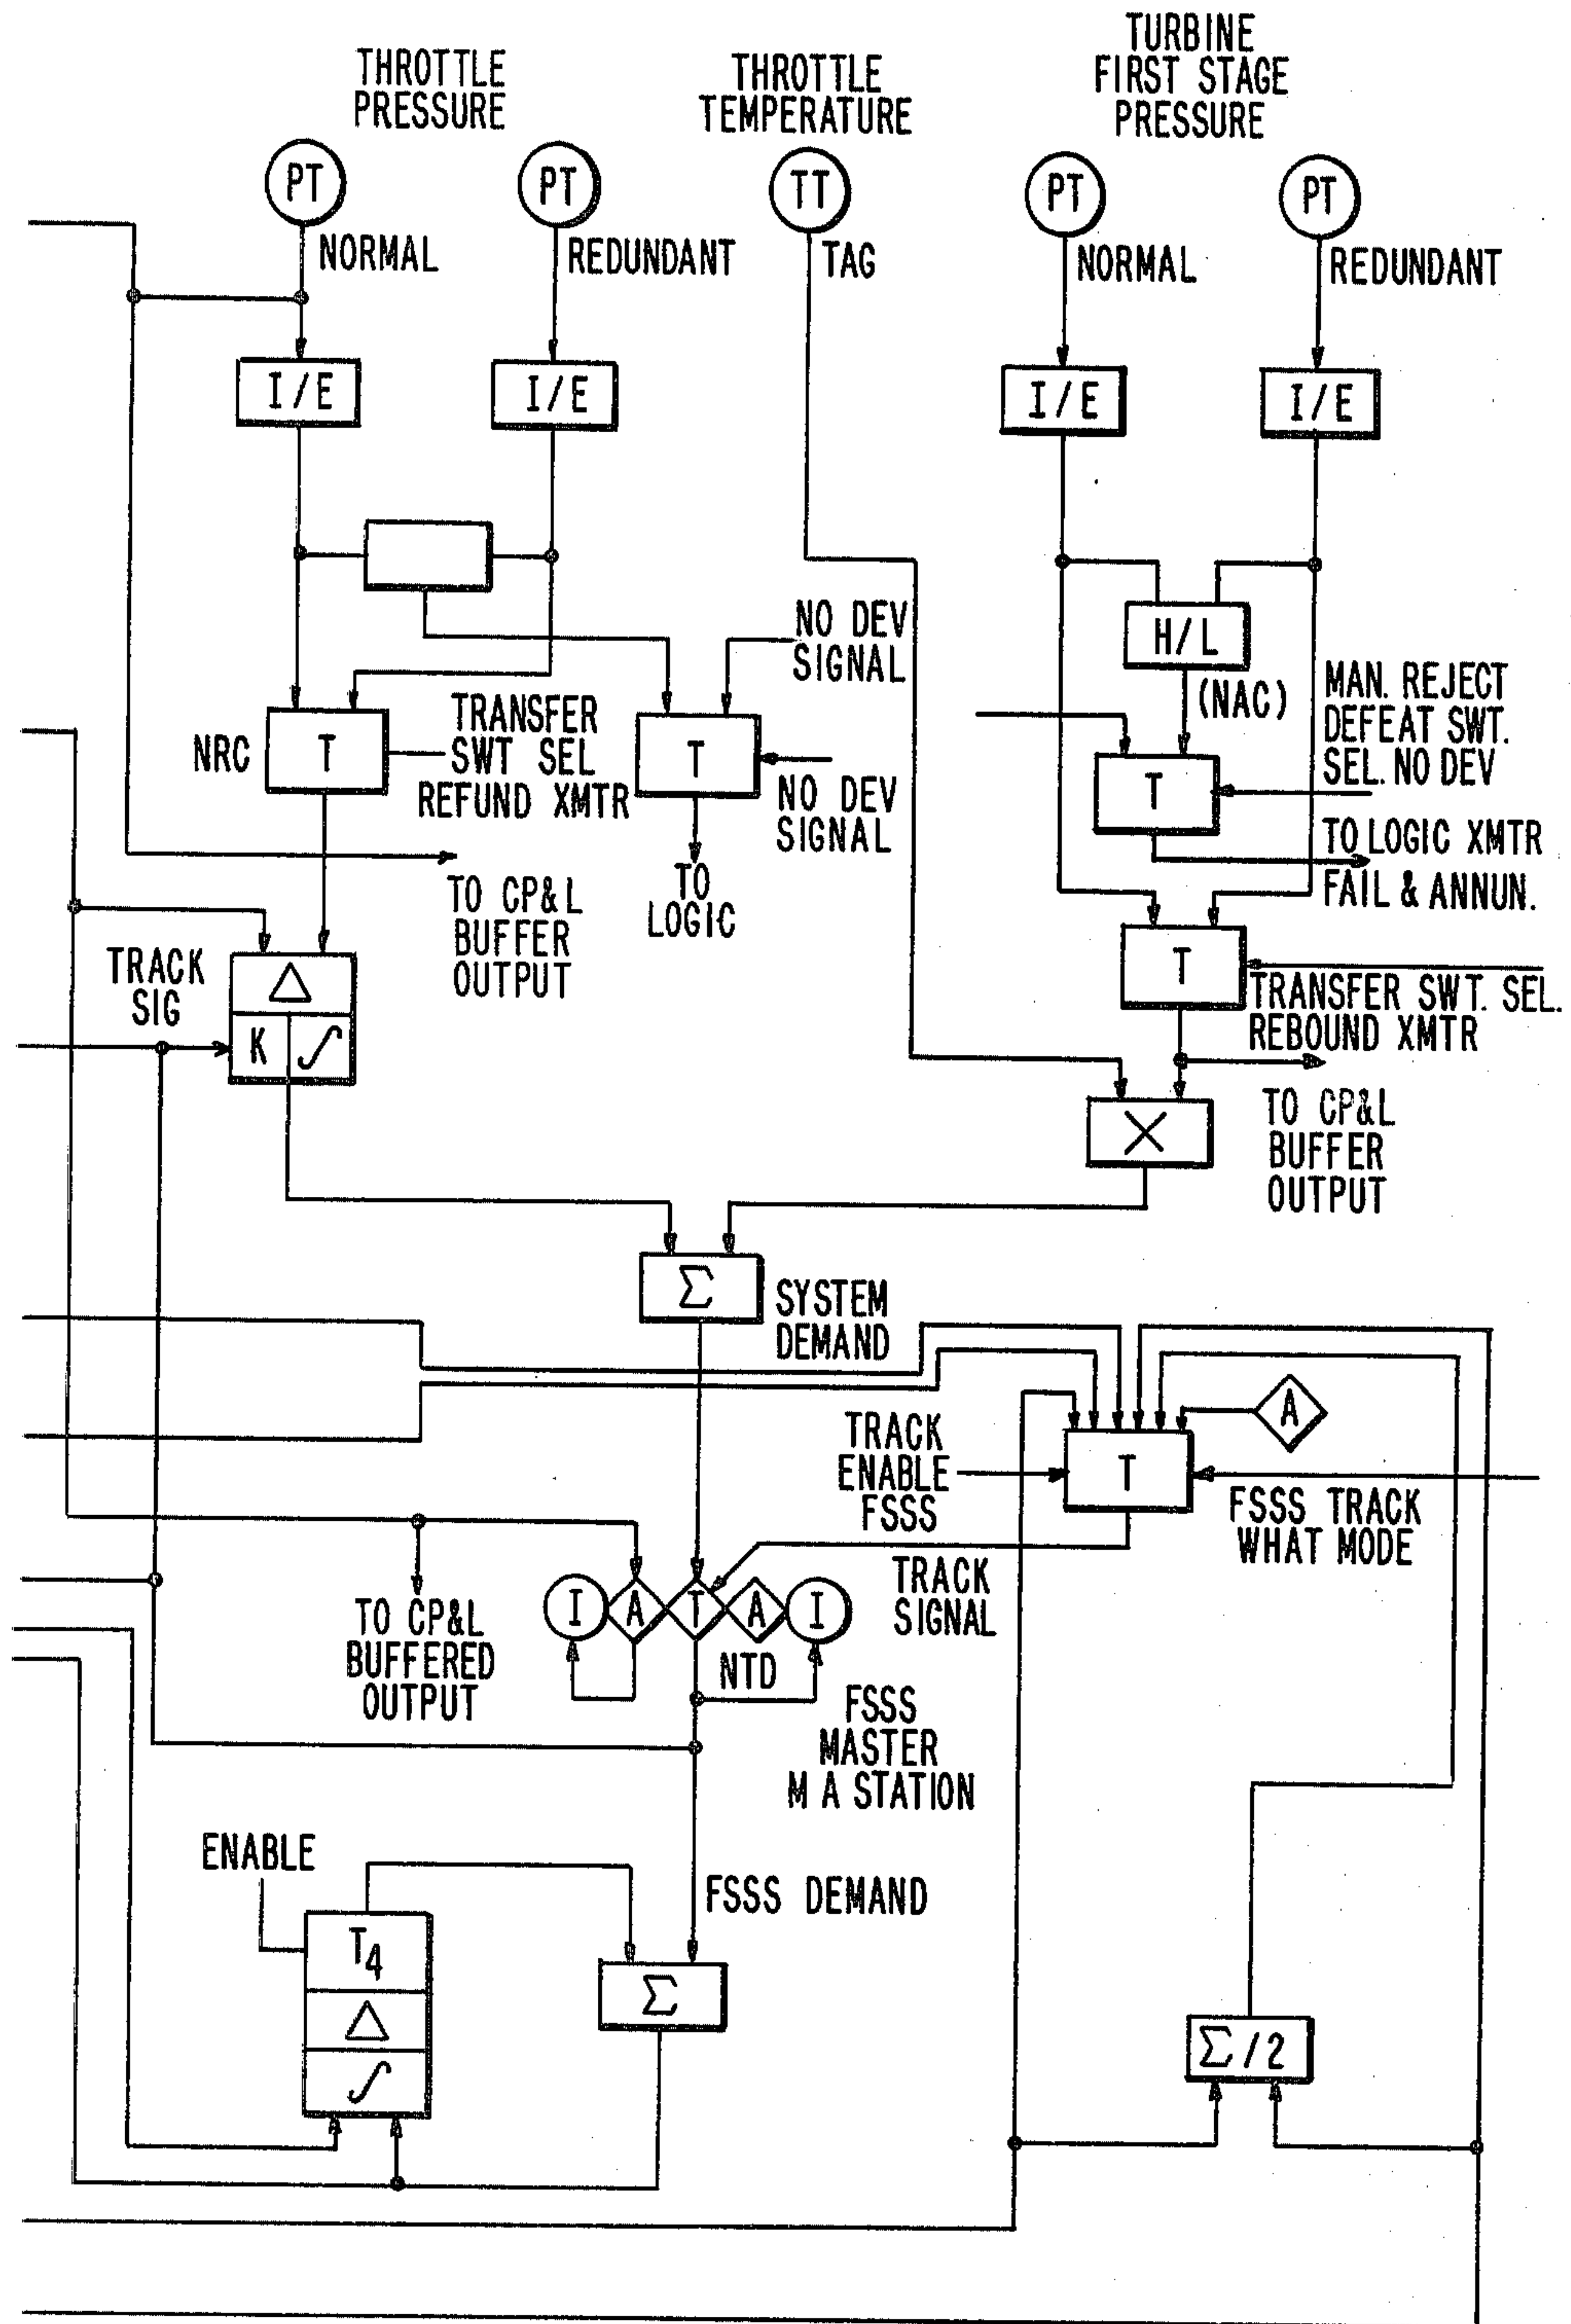 THROTTLE
PRESSURE
THROTTLE
TEMPERATURE
TURBINE
FIRST STAGE
PRESSURE
PT
PT
TT
PT
PT
NORMAL
REDUNDANT
TAG
NORMAL
REDUNDANT
I/E
I/E
I/E
I/E
H/L
(NAC)
NO DEV
SIGNAL
MAN. REJECT
DEFEAT SWT.
SEL. NO DEV
NRC
T
TRANSFER
SWT SEL
REFUND XMTR
T
NO DEV
SIGNAL
T
TO LOGIC XMTR
FAIL & ANNUN.
TO
LOGIC
TO CP&L
BUFFER
OUTPUT
TRACK
SIG
△
K ∫
T
TRANSFER SWT. SEL.
REBOUND XMTR
TO CP&L
BUFFER
OUTPUT
X
Σ
SYSTEM
DEMAND
A
TRACK
ENABLE
FSSS
T
FSSS TRACK
WHAT MODE
TRACK
SIGNAL
TO CP&L
BUFFERED
OUTPUT
I A T A I
NTD
FSSS
MASTER
M A STATION
ENABLE
FSSS DEMAND
T4
△
∫
Σ
Σ/2